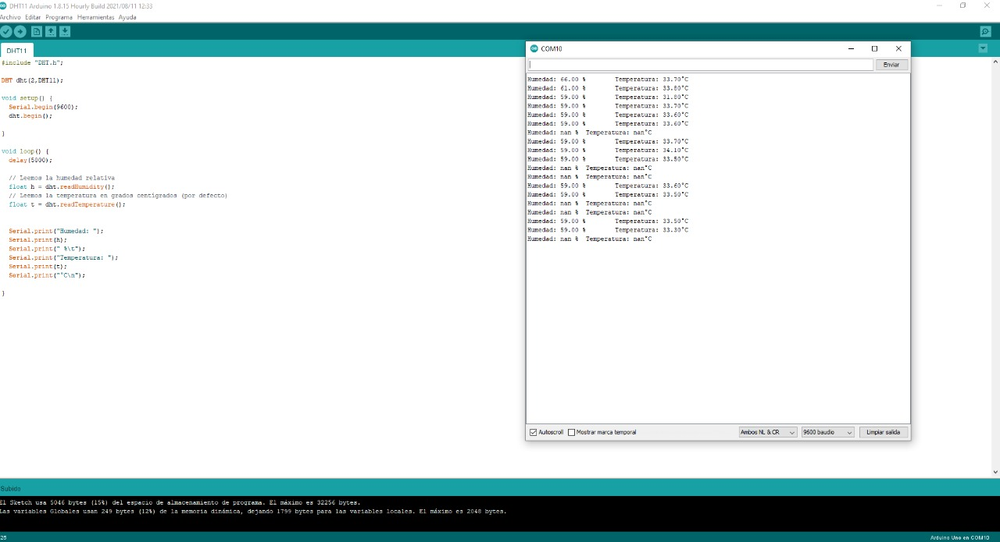 DHT11 Arduino 1.8.15 Hourly Build 2021/08/11 12:33
Archivo Editar Programa Herramientas Ayuda
DHT11
#include "DHT.h";
DHT dht(2,DHT11);
void setup() {
Serial.begin(9600);
dht.begin();
}
void loop() {
delay(5000);
// Leemos la humedad relativa
float h = dht.readHumidity();
// Leemos la temperatura en grados centígrados (por defecto)
float t = dht.readTemperature();
Serial.print("Humedad: ");
Serial.print(h);
Serial.print(" %\t");
Serial.print("Temperatura: ");
Serial.print(t);
Serial.print("°C\n");
}
COM10
Enviar
Humedad: 66.00 % Temperatura: 33.70°C
Humedad: 61.00 % Temperatura: 33.80°C
Humedad: 59.00 % Temperatura: 31.80°C
Humedad: 59.00 % Temperatura: 33.70°C
Humedad: 59.00 % Temperatura: 33.60°C
Humedad: 59.00 % Temperatura: 33.60°C
Humedad: nan % Temperatura: nan°C
Humedad: 59.00 % Temperatura: 33.70°C
Humedad: 59.00 % Temperatura: 34.10°C
Humedad: 59.00 % Temperatura: 33.50°C
Humedad: nan % Temperatura: nan°C
Humedad: nan % Temperatura: nan°C
Humedad: 59.00 % Temperatura: 33.60°C
Humedad: 59.00 % Temperatura: 33.50°C
Humedad: nan % Temperatura: nan°C
Humedad: nan % Temperatura: nan°C
Humedad: 59.00 % Temperatura: 33.50°C
Humedad: 59.00 % Temperatura: 33.30°C
Humedad: nan % Temperatura: nan°C
Autoscroll Mostrar marca temporal Ambos NL & CR 9600 baudio Limpiar salida
Subido
El Sketch usa 5046 bytes (15%) del espacio de almacenamiento de programa. El máximo es 32256 bytes.
Las variables Globales usan 249 bytes (12%) de la memoria dinámica, dejando 1799 bytes para las variables locales. El máximo es 2048 bytes.
26 Arduino Uno en COM10